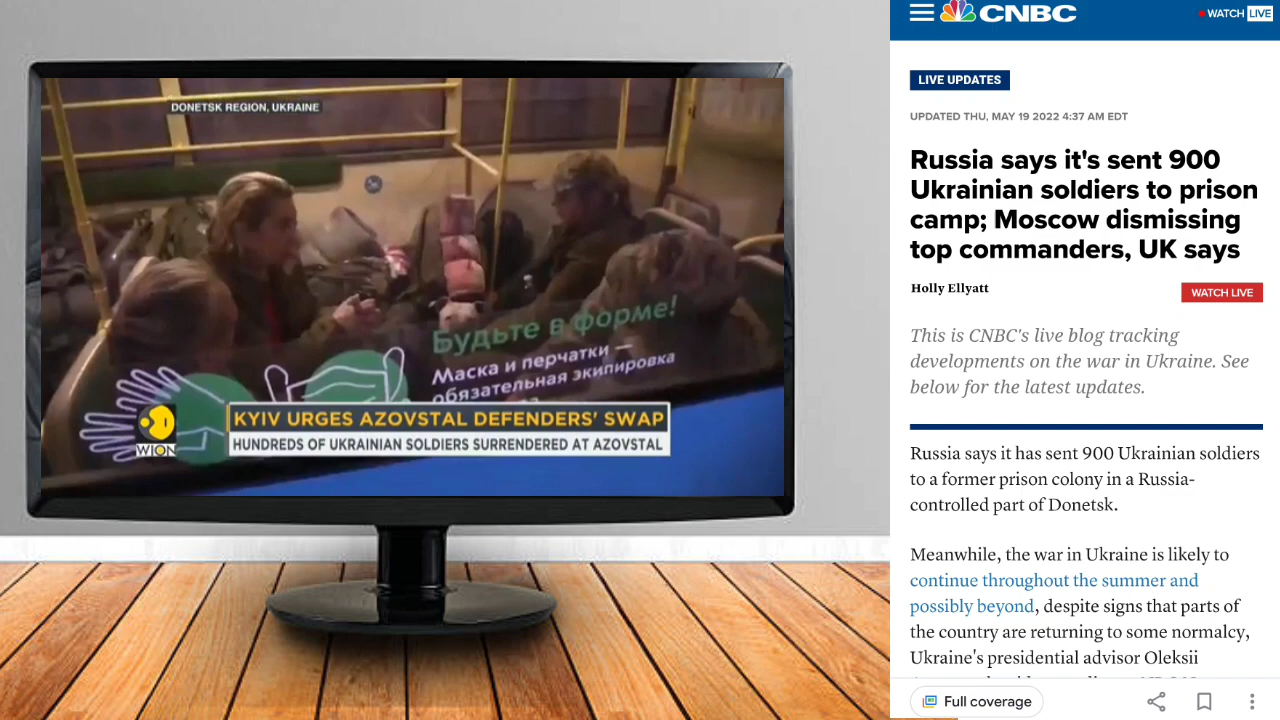 DONETSK REGION, UKRAINE
Будьте в форме!
Маска и перчатки —
обязательная экипировка
WION
KYIV URGES AZOVSTAL DEFENDERS' SWAP
HUNDREDS OF UKRAINIAN SOLDIERS SURRENDERED AT AZOVSTAL
CNBC
WATCH LIVE
LIVE UPDATES
UPDATED THU, MAY 19 2022 4:37 AM EDT
Russia says it's sent 900
Ukrainian soldiers to prison
camp; Moscow dismissing
top commanders, UK says
Holly Ellyatt
WATCH LIVE
This is CNBC's live blog tracking
developments on the war in Ukraine. See
below for the latest updates.
Russia says it has sent 900 Ukrainian soldiers
to a former prison colony in a Russia-
controlled part of Donetsk.
Meanwhile, the war in Ukraine is likely to
continue throughout the summer and
possibly beyond, despite signs that parts of
the country are returning to some normalcy,
Ukraine's presidential advisor Oleksii
Full coverage